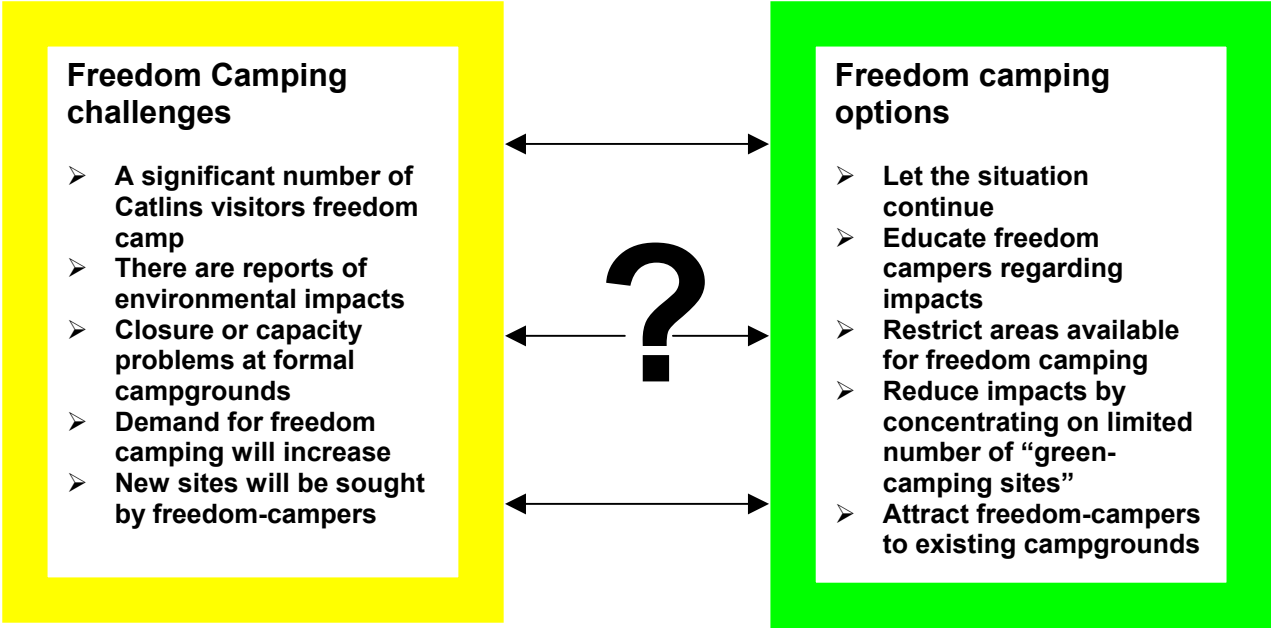 Freedom Camping
challenges
➢ A significant number of
Catlins visitors freedom
camp
➢ There are reports of
environmental impacts
➢ Closure or capacity
problems at formal
campgrounds
➢ Demand for freedom
camping will increase
➢ New sites will be sought
by freedom-campers
?
Freedom camping
options
➢ Let the situation
continue
➢ Educate freedom
campers regarding
impacts
➢ Restrict areas available
for freedom camping
➢ Reduce impacts by
concentrating on limited
number of “green-
camping sites”
➢ Attract freedom-campers
to existing campgrounds